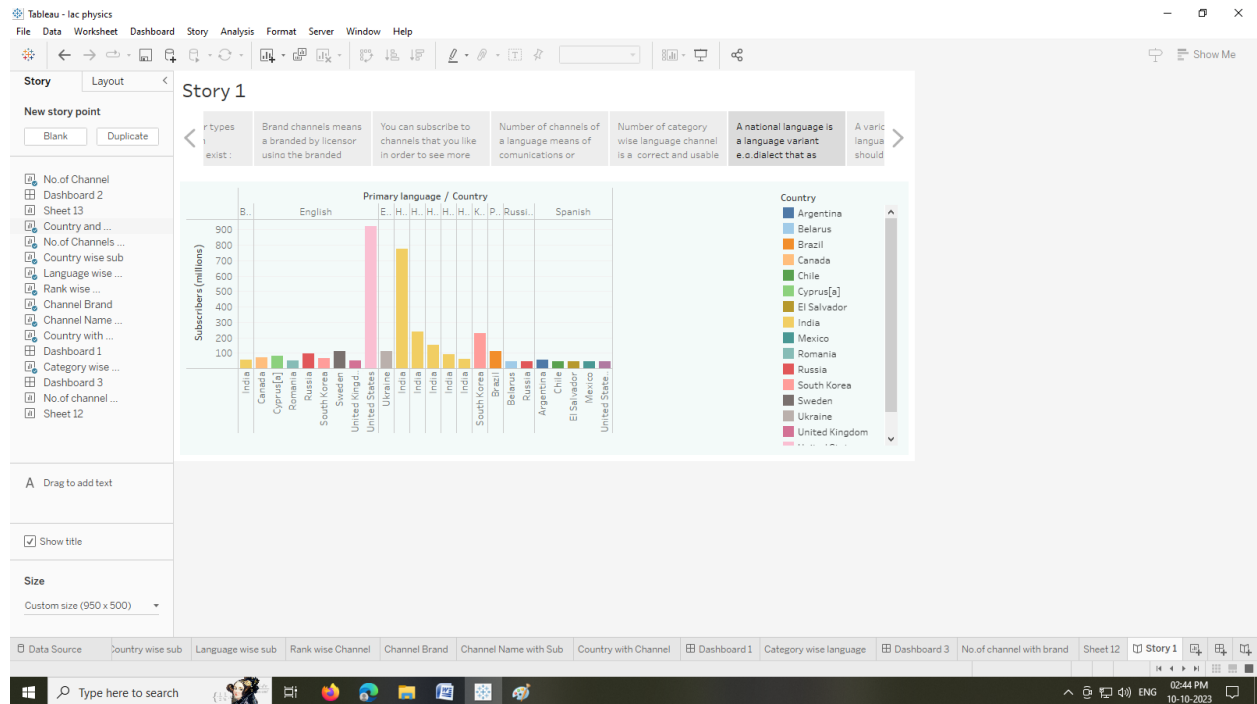 Tableau - lac physics
File Data Worksheet Dashboard Story Analysis Format Server Window Help
Show Me
Story Layout
New story point
Blank Duplicate
No.of Channel
Dashboard 2
Sheet 13
Country and ...
No.of Channels ...
Country wise sub
Language wise ...
Rank wise ...
Channel Brand
Channel Name ...
Country with ...
Dashboard 1
Category wise ...
Dashboard 3
No.of channel ...
Sheet 12
A Drag to add text
Show title
Size
Custom size (950 x 500)
Story 1
r types
exist :
Brand channels means
a branded by licensor
using the branded
You can subscribe to
channels that you like
in order to see more
Number of channels of
a language means of
comunications or
Number of category
wise language channel
is a correct and usable
A national language is
a language variant
e.g.dialect that as
A varic
langua
should
Primary language / Country
B.. English E.. H.. H.. H.. H.. H.. K.. P.. Russi.. Spanish
Subscribers (millions)
900
800
700
600
500
400
300
200
100
India
Canada
Cyprus[a]
Romania
Russia
South Korea
Sweden
United Kingd..
United States
Ukraine
India
India
India
India
India
South Korea
Brazil
Belarus
Russia
Argentina
Chile
El Salvador
Mexico
United State..
Country
Argentina
Belarus
Brazil
Canada
Chile
Cyprus[a]
El Salvador
India
Mexico
Romania
Russia
South Korea
Sweden
Ukraine
United Kingdom
Data Source Country wise sub Language wise sub Rank wise Channel Channel Brand Channel Name with Sub Country with Channel Dashboard 1 Category wise language Dashboard 3 No.of channel with brand Sheet 12 Story 1
Type here to search
ENG
02:44 PM
10-10-2023